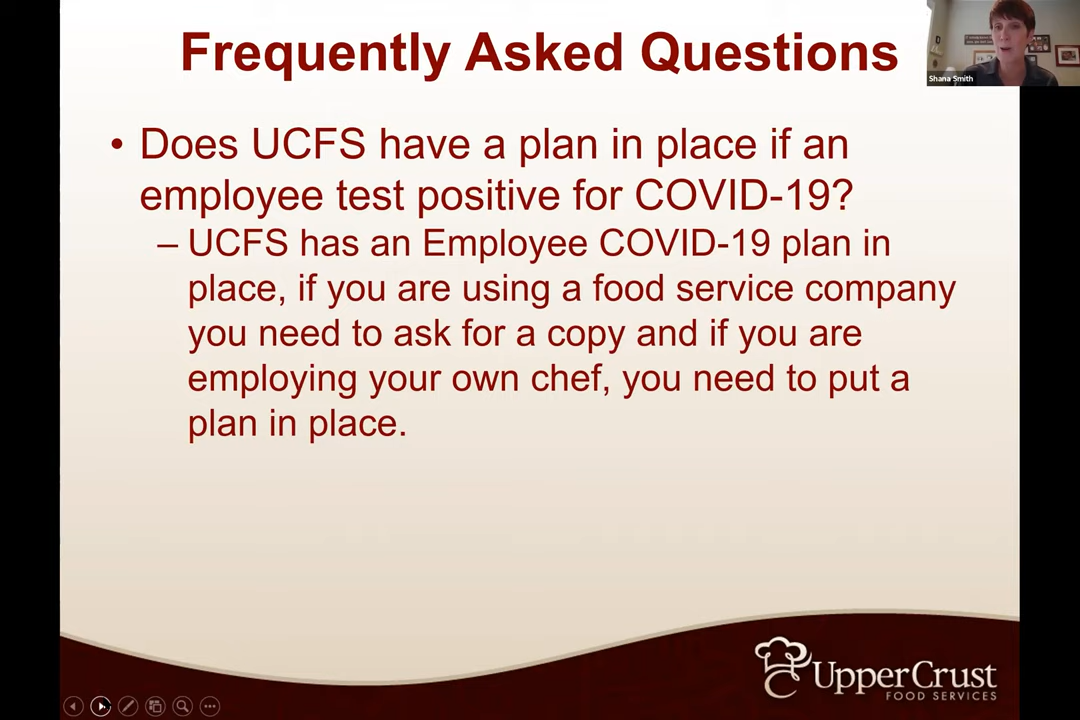 Frequently Asked Questions
Shana Smith
• Does UCFS have a plan in place if an
employee test positive for COVID-19?
– UCFS has an Employee COVID-19 plan in
place, if you are using a food service company
you need to ask for a copy and if you are
employing your own chef, you need to put a
plan in place.
UpperCrust
FOOD SERVICES